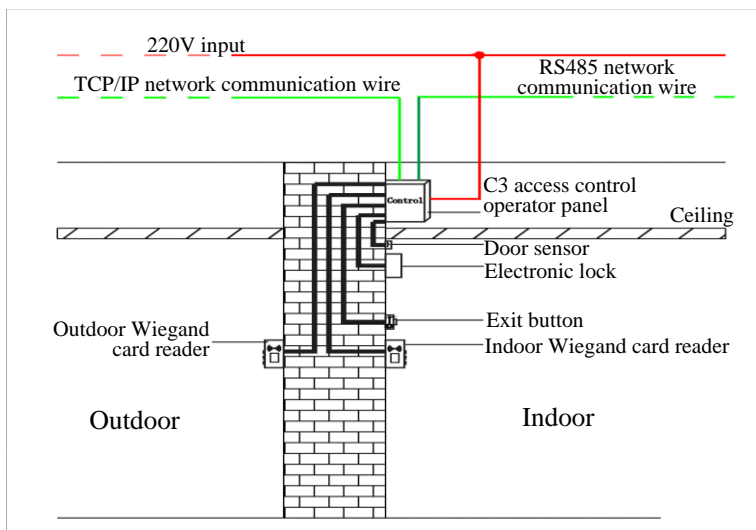 220V input
TCP/IP network communication wire
RS485 network
communication wire
Control
C3 access control
operator panel
Ceiling
Door sensor
Electronic lock
Exit button
Outdoor Wiegand
card reader
Indoor Wiegand card reader
Outdoor
Indoor